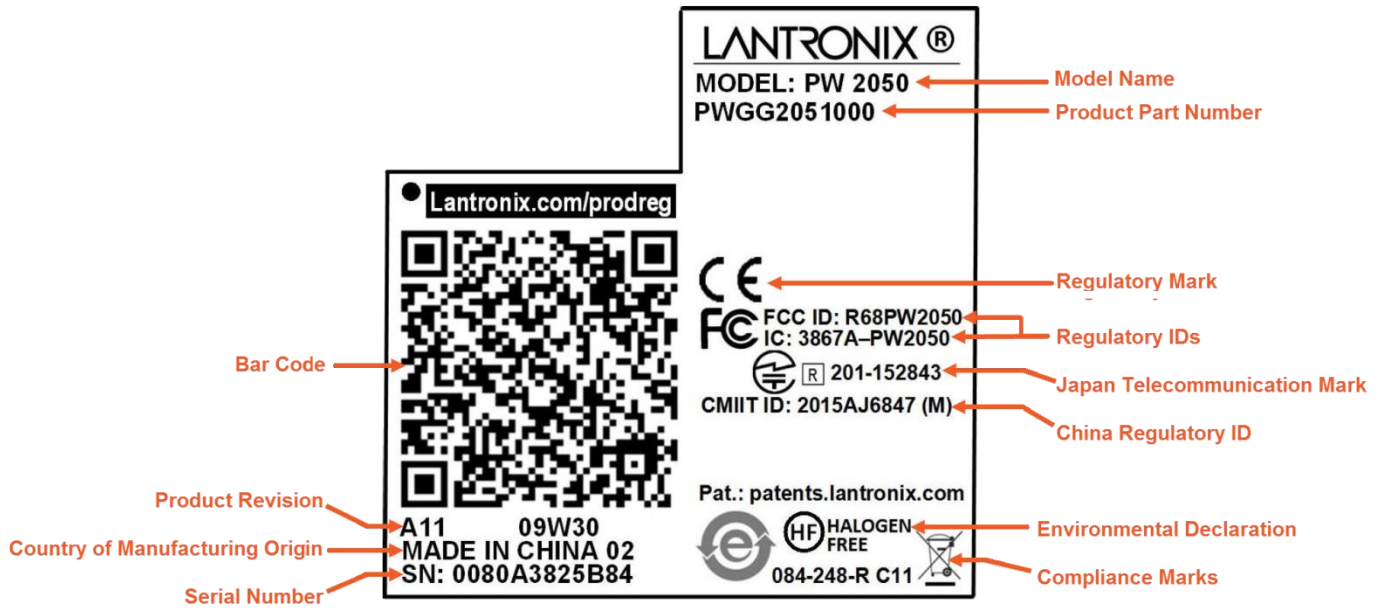 LANTRONIX ®
MODEL: PW 2050
Model Name
PWGG2051000
Product Part Number
Lantronix.com/prodreg
CE
Regulatory Mark
FC FCC ID: R68PW2050
IC: 3867A–PW2050
Regulatory IDs
Bar Code
R 201-152843
Japan Telecommunication Mark
CMIIT ID: 2015AJ6847 (M)
China Regulatory ID
Pat.: patents.lantronix.com
Product Revision
A11 09W30
e
HF HALOGEN
FREE
Environmental Declaration
Country of Manufacturing Origin
MADE IN CHINA 02
084-248-R C11
Compliance Marks
SN: 0080A3825B84
Serial Number